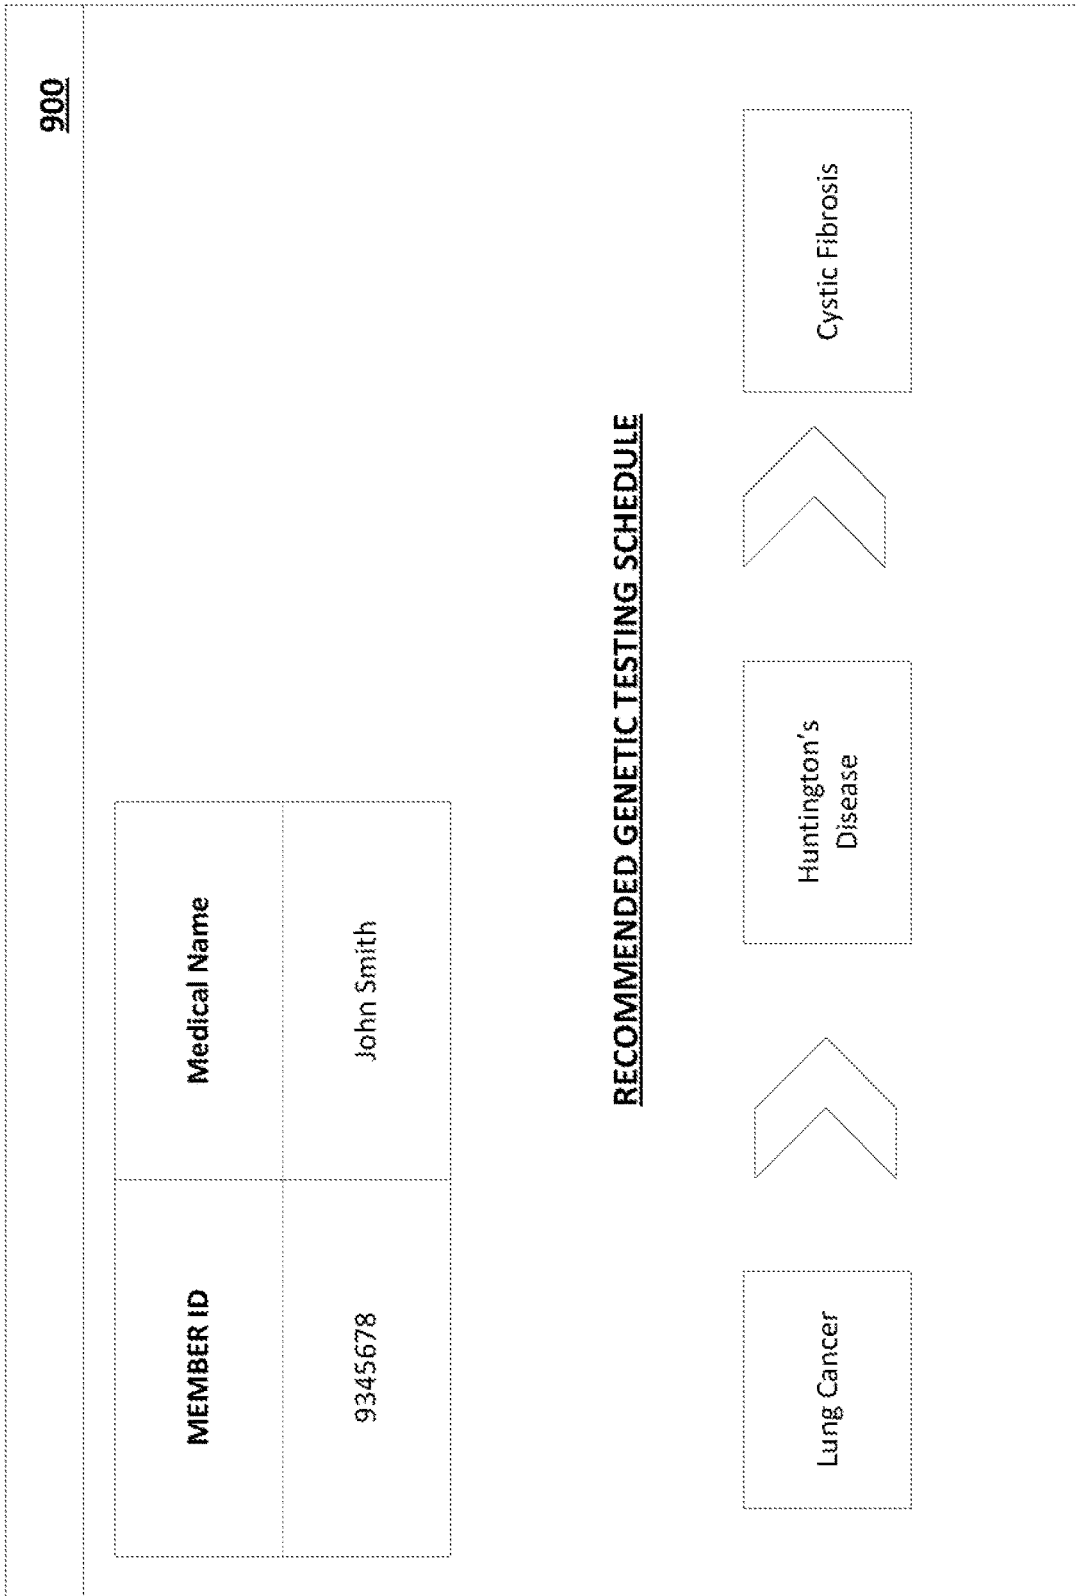 900
MEMBER ID
Medical Name
9345678
John Smith
RECOMMENDED GENETIC TESTING SCHEDULE
Lung Cancer
Huntington's
Disease
Cystic Fibrosis